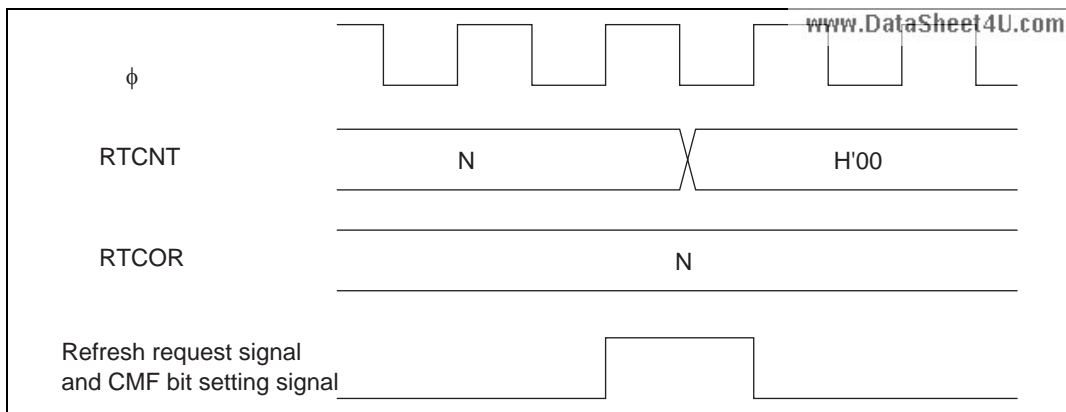 www.DataSheet4U.com
ϕ
RTCNT
N
H'00
RTCOR
N
Refresh request signal
and CMF bit setting signal